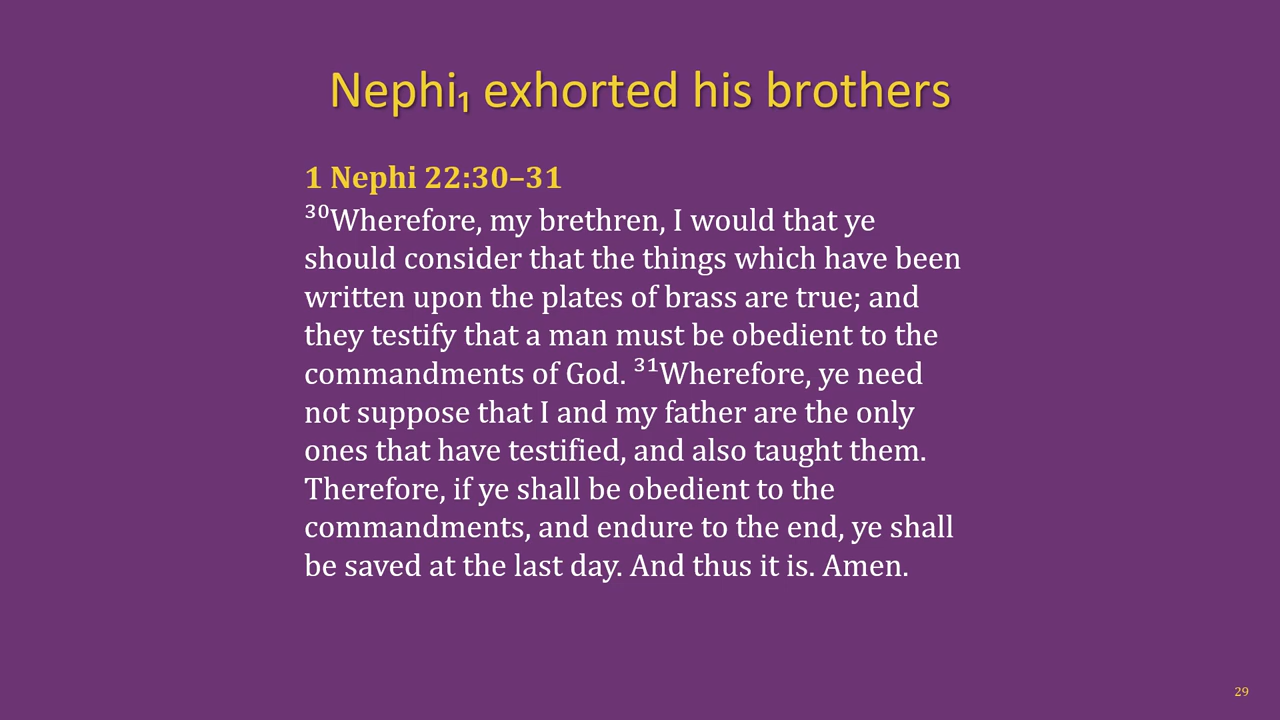 Nephi₁ exhorted his brothers
1 Nephi 22:30–31
³⁰Wherefore, my brethren, I would that ye
should consider that the things which have been
written upon the plates of brass are true; and
they testify that a man must be obedient to the
commandments of God. ³¹Wherefore, ye need
not suppose that I and my father are the only
ones that have testified, and also taught them.
Therefore, if ye shall be obedient to the
commandments, and endure to the end, ye shall
be saved at the last day. And thus it is. Amen.
29